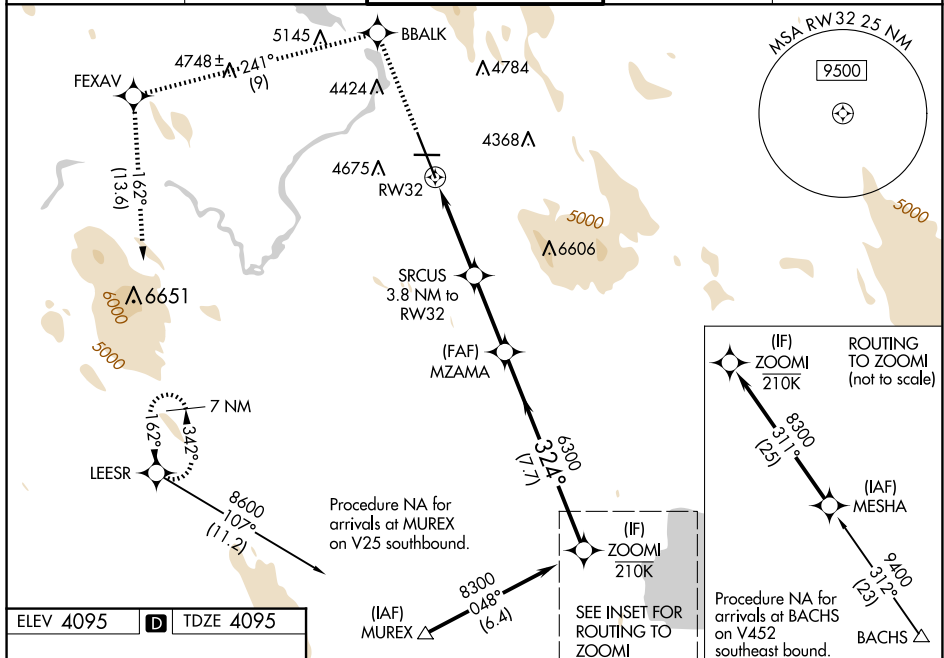 5145
BBALK
4748 ±
241°
(9)
FEXAV
4784
4424
4368
4675
RW32
162°
(13.6)
MSA RW 32 25 NM
9500
5000
5000
6606
SRCUS
3.8 NM to
RW32
6651
6000
5000
(FAF)
MZAMA
7 NM
162°
342°
LEESR
8600
107°
(11.2)
6300
324°
(7.7)
Procedure NA for
arrivals at MUREX
on V25 southbound.
(IF)
ZOOMI
210K
8300
048°
(6.4)
(IAF)
MUREX
SEE INSET FOR
ROUTING TO
ZOOMI
(IF)
ZOOMI
210K
ROUTING
TO ZOOMI
(not to scale)
8300
311°
(25)
(IAF)
MESHA
9400
312°
(23)
Procedure NA for
arrivals at BACHS
on V452
southeast bound.
BACHS
ELEV 4095 D TDZE 4095